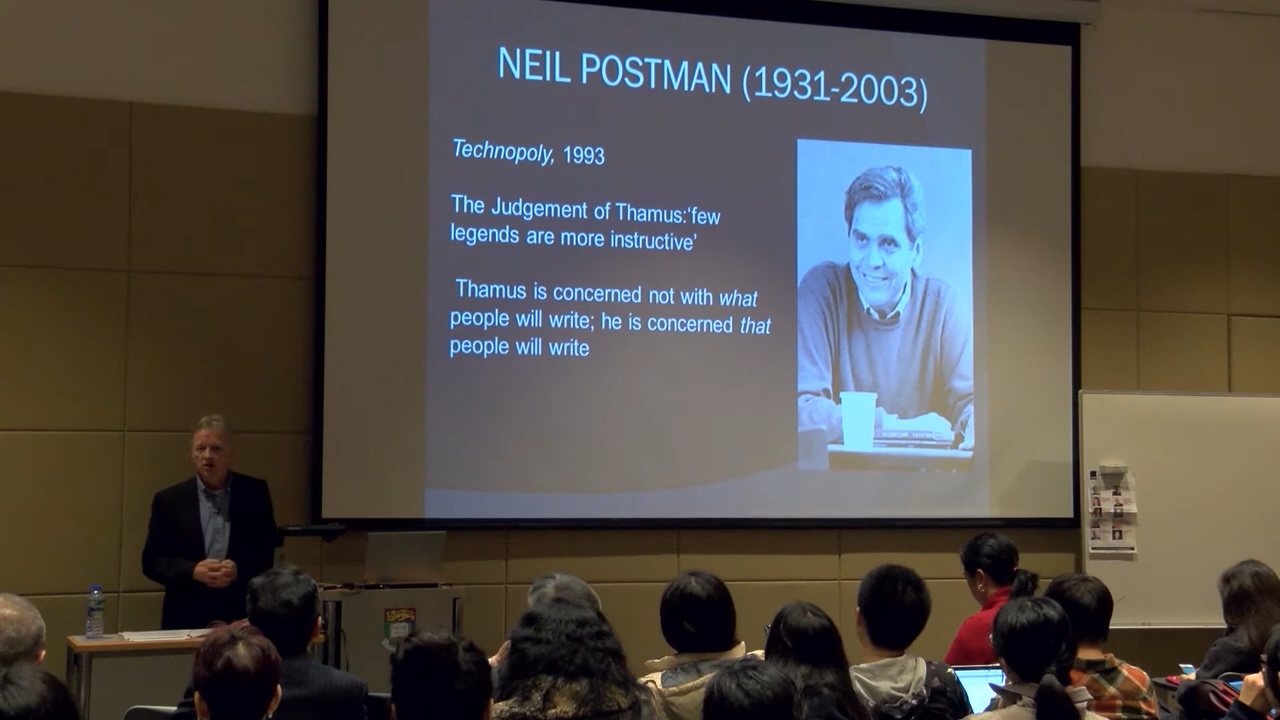 NEIL POSTMAN (1931-2003)
Technopoly, 1993
The Judgement of Thamus:‘few
legends are more instructive’
Thamus is concerned not with what
people will write; he is concerned that
people will write